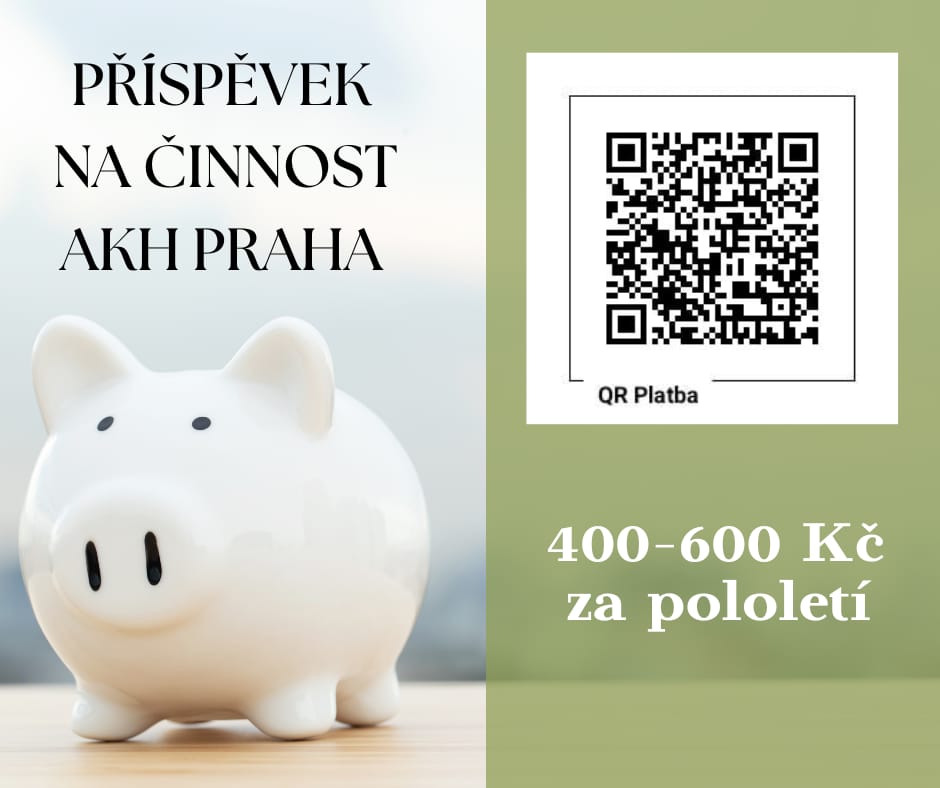 PŘÍSPĚVEK
NA ČINNOST
AKH PRAHA
QR Platba
400-600 Kč
za pololetí